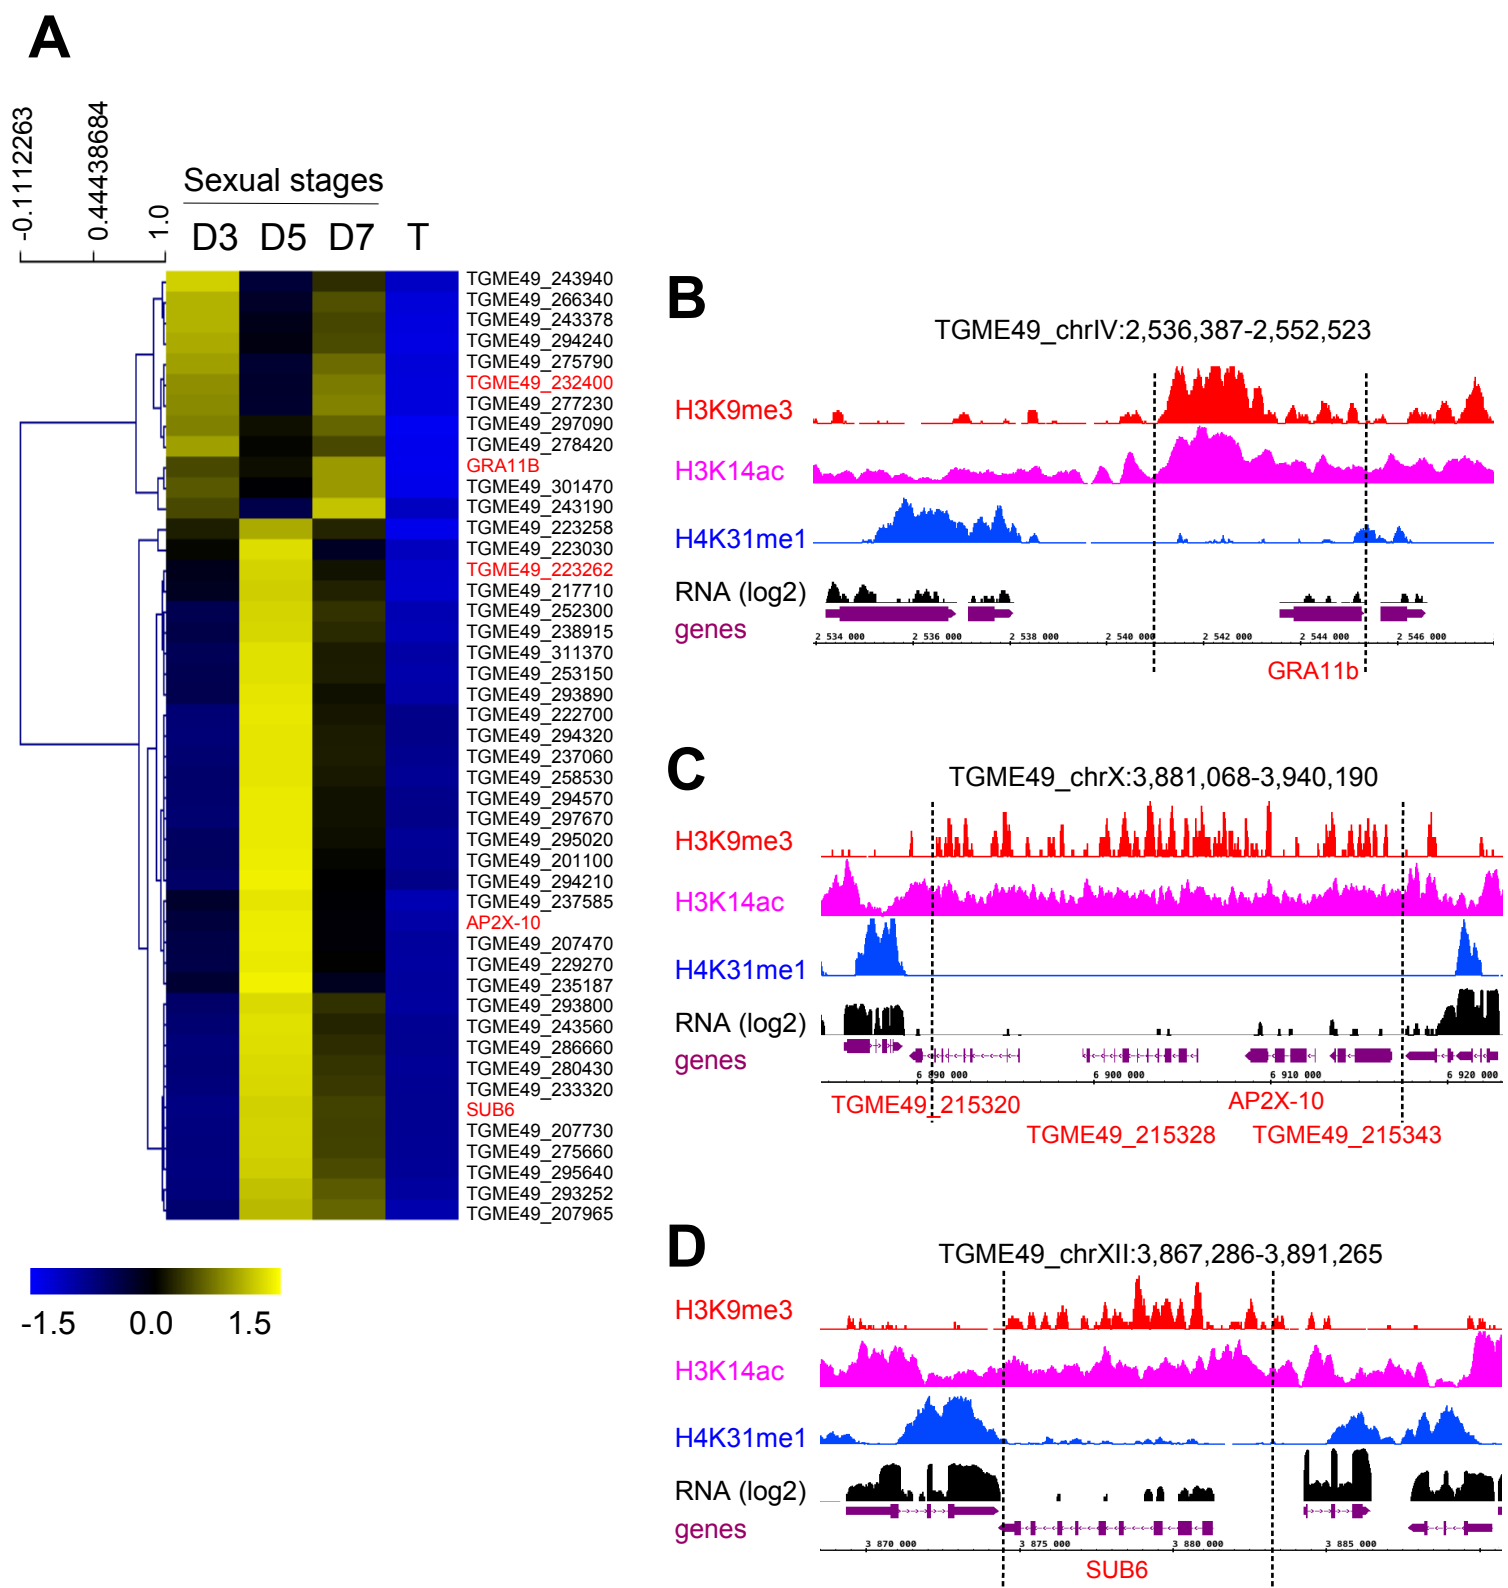 A
-0.1112263
0.44438684
1.0
Sexual stages
D3 D5 D7 T
TGME49_243940
TGME49_266340
TGME49_243378
TGME49_294240
TGME49_275790
TGME49_232400
TGME49_277230
TGME49_297090
TGME49_278420
GRA11B
TGME49_301470
TGME49_243190
TGME49_223258
TGME49_223030
TGME49_223262
TGME49_217710
TGME49_252300
TGME49_238915
TGME49_311370
TGME49_253150
TGME49_293890
TGME49_222700
TGME49_294320
TGME49_237060
TGME49_258530
TGME49_294570
TGME49_297670
TGME49_295020
TGME49_201100
TGME49_294210
TGME49_237585
AP2X-10
TGME49_207470
TGME49_229270
TGME49_235187
TGME49_293800
TGME49_243560
TGME49_286660
TGME49_280430
TGME49_233320
SUB6
TGME49_207730
TGME49_275660
TGME49_295640
TGME49_293252
TGME49_207965
-1.5 0.0 1.5
B
TGME49_chrIV:2,536,387-2,552,523
H3K9me3
H3K14ac
H4K31me1
RNA (log2)
genes
2 534 000 2 536 000 2 538 000 2 540 000 2 542 000 2 544 000 2 546 000
GRA11b
C
TGME49_chrX:3,881,068-3,940,190
H3K9me3
H3K14ac
H4K31me1
RNA (log2)
genes
6 890 000 6 900 000 6 910 000 6 920 000
TGME49_215320 AP2X-10
TGME49_215328 TGME49_215343
D
TGME49_chrXII:3,867,286-3,891,265
H3K9me3
H3K14ac
H4K31me1
RNA (log2)
genes
3 870 000 3 875 000 3 880 000 3 885 000
SUB6